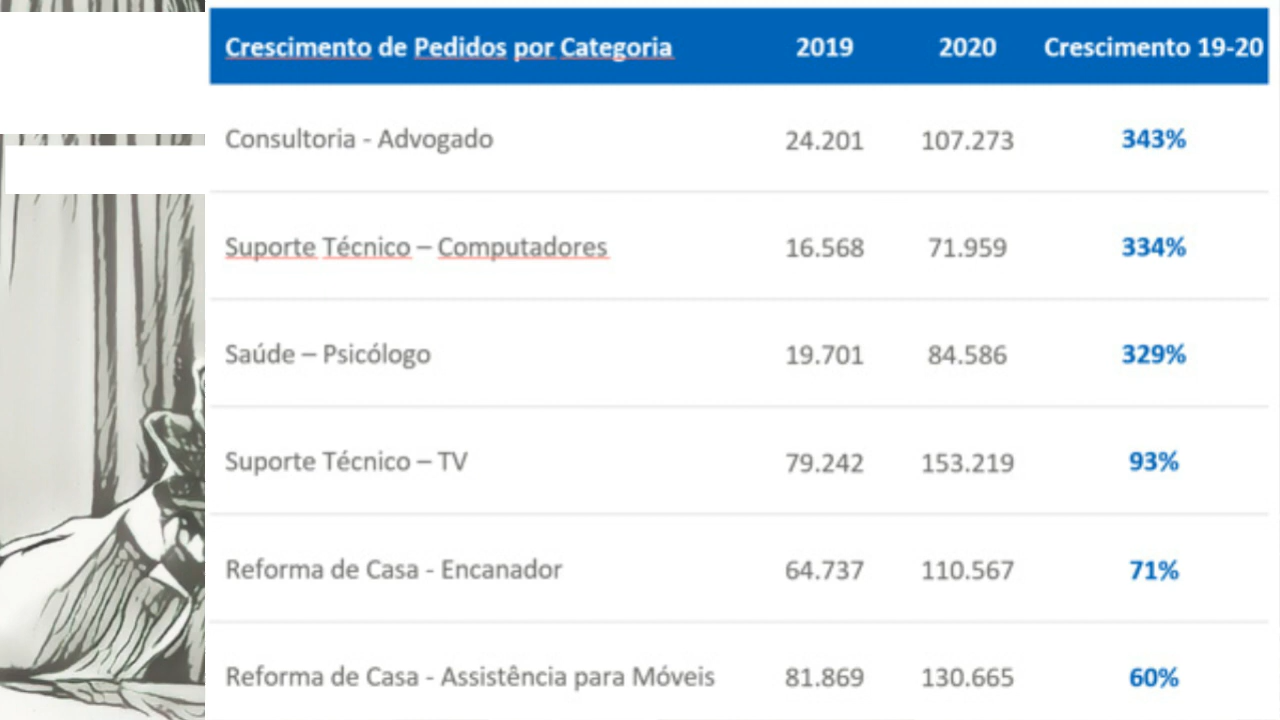 Crescimento de Pedidos por Categoria 2019 2020 Crescimento 19-20
Consultoria - Advogado 24.201 107.273 343%
Suporte Técnico – Computadores 16.568 71.959 334%
Saúde – Psicólogo 19.701 84.586 329%
Suporte Técnico – TV 79.242 153.219 93%
Reforma de Casa - Encanador 64.737 110.567 71%
Reforma de Casa - Assistência para Móveis 81.869 130.665 60%